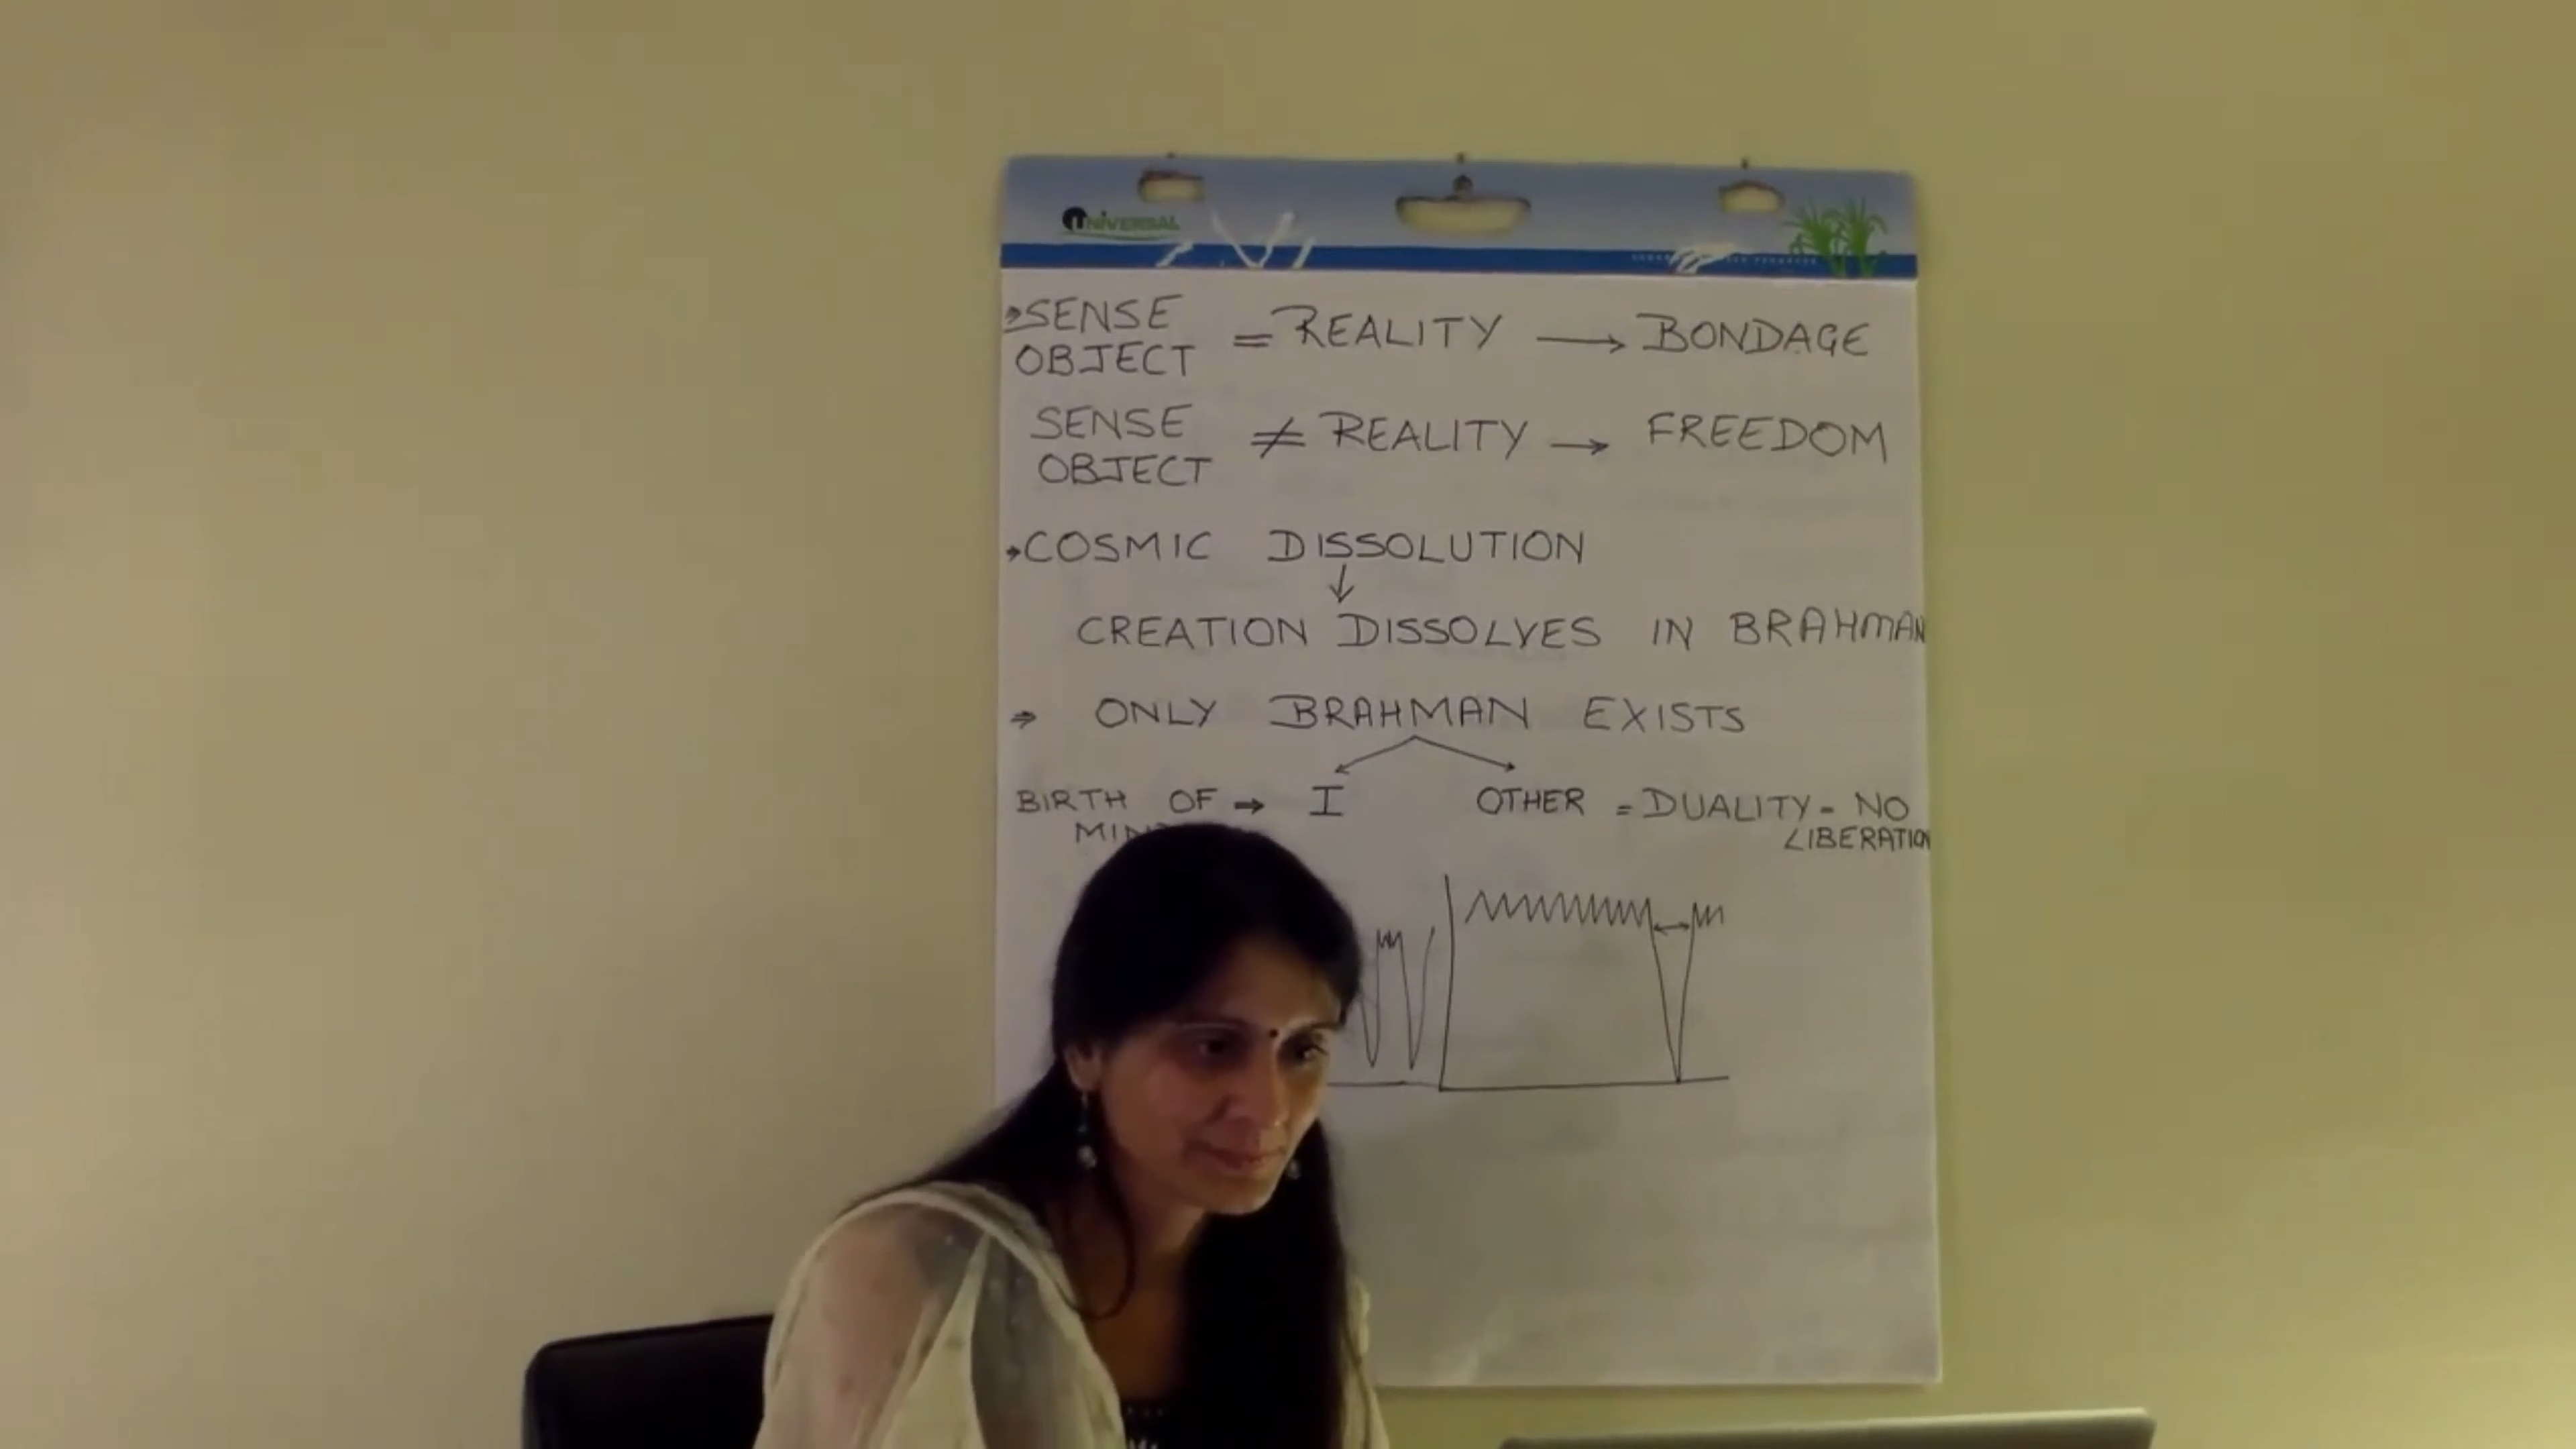 UNIVERSAL
SENSE OBJECT = REALITY → BONDAGE
SENSE OBJECT ≠ REALITY → FREEDOM
COSMIC DISSOLUTION
↓
CREATION DISSOLVES IN BRAHMAN
⇒ ONLY BRAHMAN EXISTS
BIRTH OF → I OTHER = DUALITY - NO LIBERATION